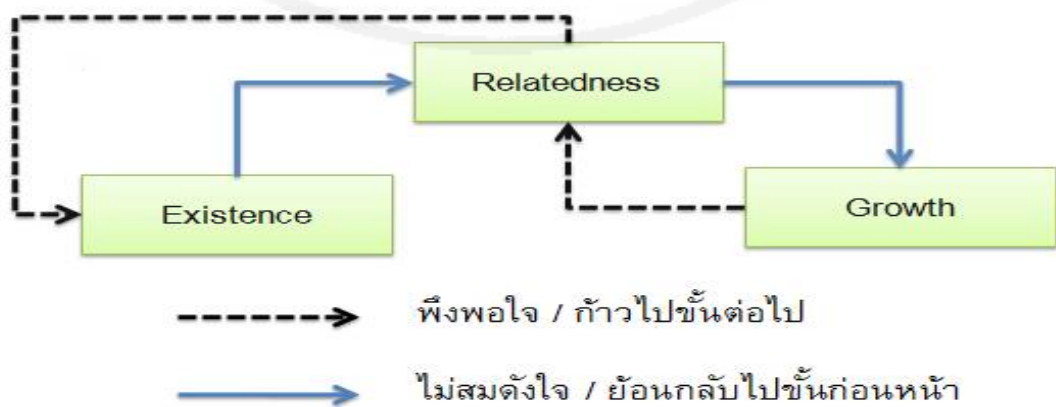 Relatedness
Existence
Growth
พึงพอใจ / ก้าวไปขั้นต่อไป
ไม่สมดังใจ / ย้อนกลับไปขั้นก่อนหน้า